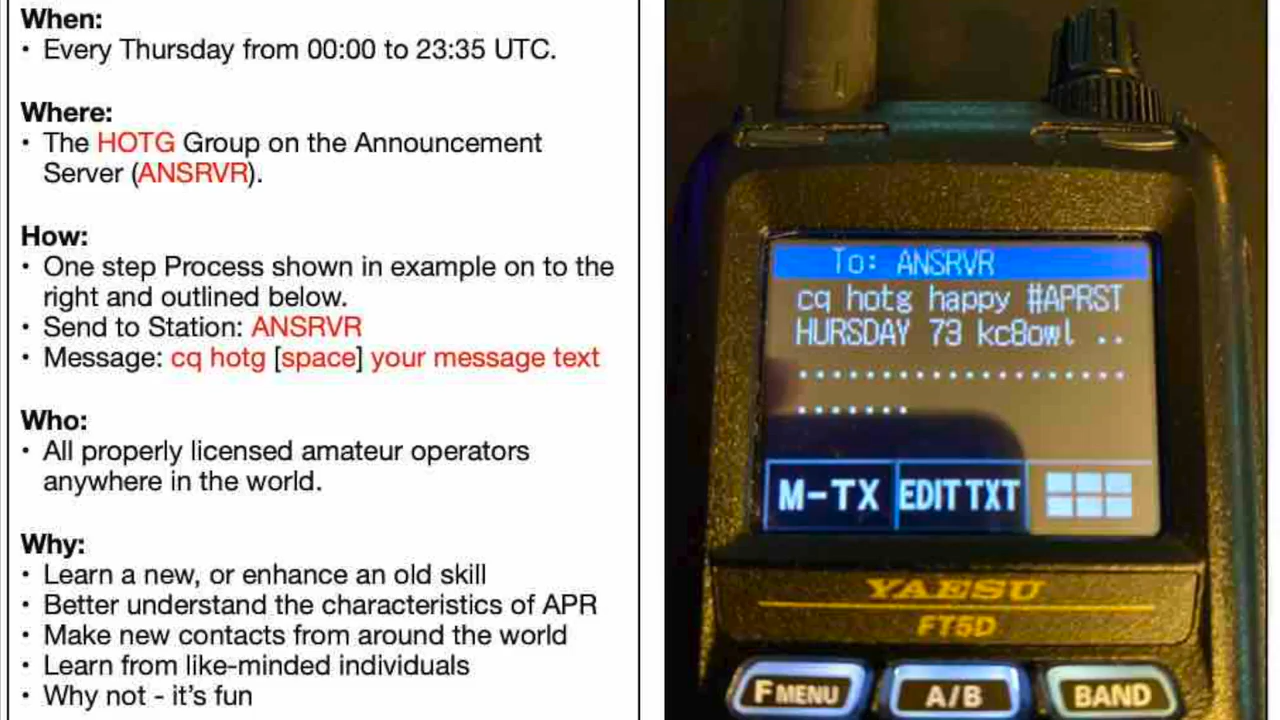 When:
• Every Thursday from 00:00 to 23:35 UTC.
Where:
• The HOTG Group on the Announcement
Server (ANSRVR).
How:
• One step Process shown in example on to the
right and outlined below.
• Send to Station: ANSRVR
• Message: cq hotg [space] your message text
Who:
• All properly licensed amateur operators
anywhere in the world.
Why:
• Learn a new, or enhance an old skill
• Better understand the characteristics of APR
• Make new contacts from around the world
• Learn from like-minded individuals
• Why not - it's fun
To: ANSRVR
cq hotg happy #APRST
HURSDAY 73 kc8owl ..
....................
.......
M-TX EDIT TXT
YAESU
FT5D
F MENU A/B BAND